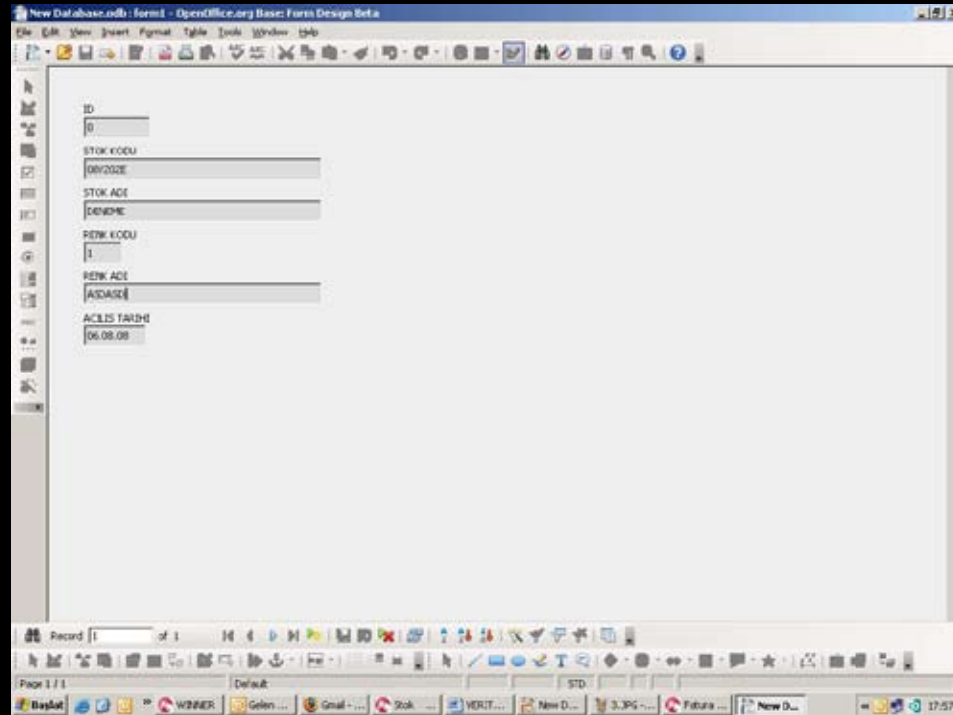 New Database.odb : form1 - OpenOffice.org Base: Form Design Beta
File Edit View Insert Format Table Tools Window Help
ID
0
STOK KODU
STOK ADI
DENEME
RENK KODU
1
RENK ADI
ASDASD
ACILIS TARIHI
06.08.08
Record 1 of 1
Page 1 / 1 Default STD
Başlat WINNER Gelen ... Gmail - ... Stok ... VERIT... New D... 3.JPG -... Fatura ... New D... 17:57